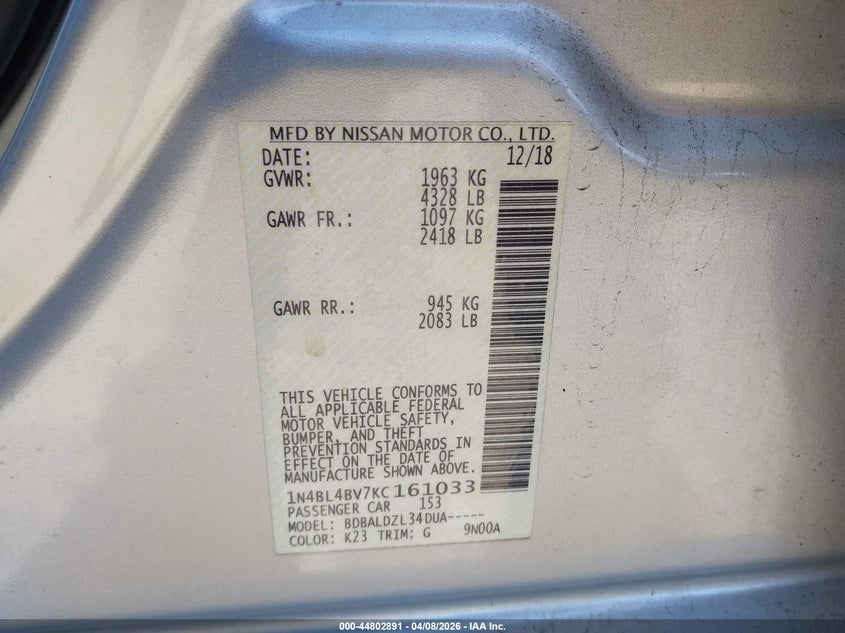 MFD BY NISSAN MOTOR CO., LTD.
DATE: 12/18
GVWR: 1963 KG
4328 LB
GAWR FR.: 1097 KG
2418 LB
GAWR RR.: 945 KG
2083 LB
THIS VEHICLE CONFORMS TO
ALL APPLICABLE FEDERAL
MOTOR VEHICLE SAFETY,
BUMPER, AND THEFT
PREVENTION STANDARDS IN
EFFECT ON THE DATE OF
MANUFACTURE SHOWN ABOVE.
1N4BL4BV7KC161033
PASSENGER CAR 153
MODEL: BDBALDZL34DUA-----
COLOR: K23 TRIM: G 9N00A
000-44802891 | 04/08/2026 | IAA Inc.